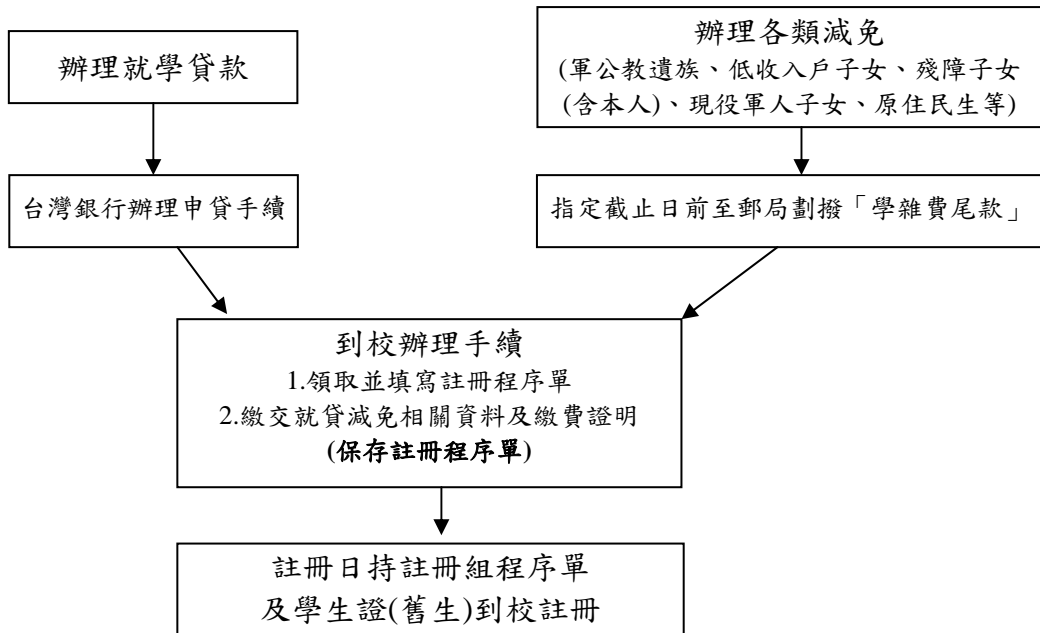 辦理就學貸款
台灣銀行辦理申貸手續
辦理各類減免
(軍公教遺族、低收入戶子女、殘障子女
(含本人)、現役軍人子女、原住民生等)
指定截止日前至郵局劃撥「學雜費尾款」
到校辦理手續
1.領取並填寫註冊程序單
2.繳交就貸減免相關資料及繳費證明
(保存註冊程序單)
註冊日持註冊組程序單
及學生證(舊生)到校註冊